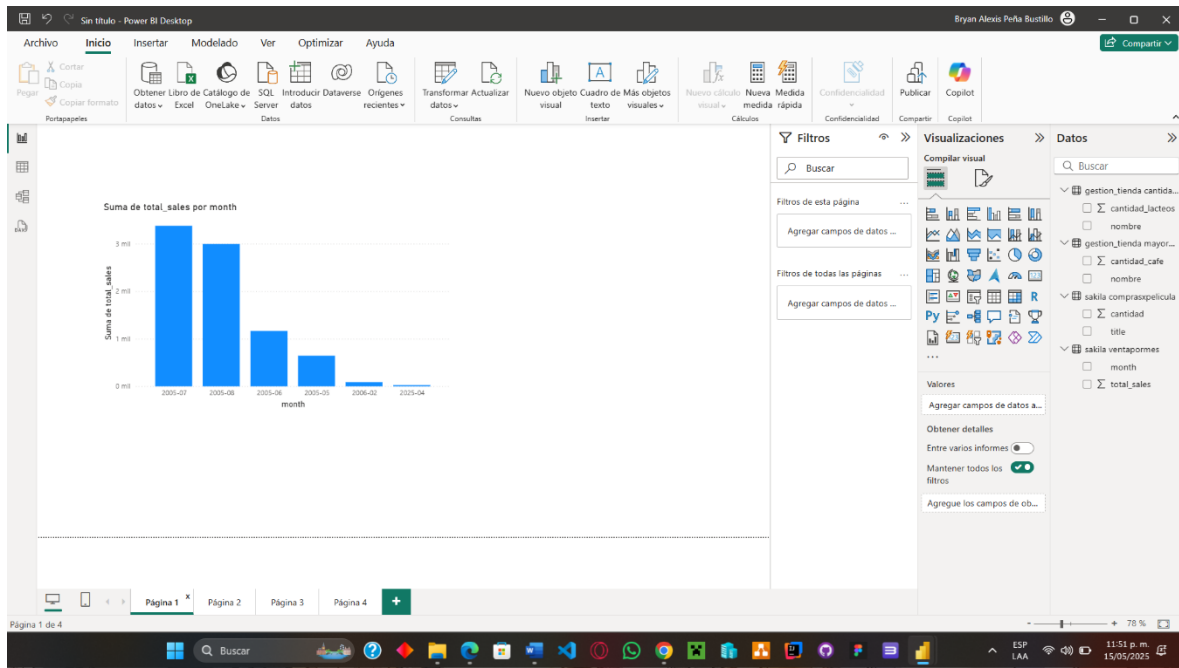 Sin título - Power BI Desktop
Bryan Alexis Peña Bustillo
Archivo Inicio Insertar Modelado Ver Optimizar Ayuda
Compartir
Pegar
Cortar
Copia
Copiar formato
Portapapeles
Obtener datos
Libro de Excel
Catálogo de OneLake
SQL Server
Introducir datos
Dataverse
Orígenes recientes
Datos
Transformar datos
Actualizar
Consultas
Nuevo objeto visual
Cuadro de texto
Más objetos visuales
Insertar
Nuevo cálculo visual
Nueva medida
Medida rápida
Cálculos
Confidencialidad
Confidencialidad
Publicar
Compartir
Copilot
Copilot
Suma de total_sales por month
Suma de total_sales
3 mil
2 mil
1 mil
0 mil
2005-07 2005-08 2005-06 2005-05 2006-02 2025-04
month
Filtros
Buscar
Filtros de esta página ...
Agregar campos de datos ...
Filtros de todas las páginas ...
Agregar campos de datos ...
Visualizaciones
Compilar visual
R
Py
...
Valores
Agregar campos de datos a...
Obtener detalles
Entre varios informes
Mantener todos los
filtros
Agregue los campos de ob...
Datos
Buscar
gestion_tienda cantida...
∑ cantidad_lacteos
nombre
gestion_tienda mayor...
∑ cantidad_cafe
nombre
sakila comprasxpelicula
∑ cantidad
title
sakila ventapormes
month
∑ total_sales
Página 1 x Página 2 Página 3 Página 4 +
Página 1 de 4
- + 78 %
Buscar
ESP
LAA
11:51 p. m.
15/05/2025